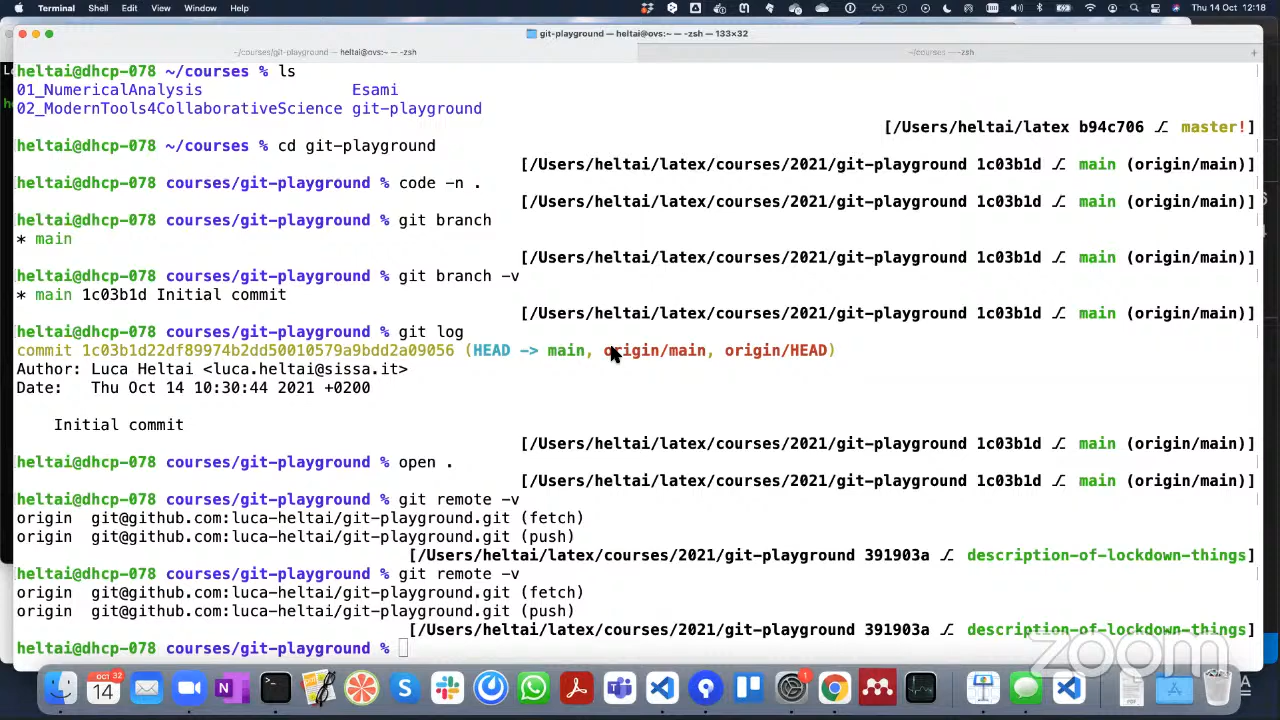 Terminal Shell Edit View Window Help Thu 14 Oct 12:18
git-playground — heltai@ovs:~ — -zsh — 133×32
~/courses/git-playground — heltai@ovs:~ — -zsh ~/courses — -zsh +
heltai@dhcp-078 ~/courses % ls
01_NumericalAnalysis Esami
02_ModernTools4CollaborativeScience git-playground
[/Users/heltai/latex b94c706 ⎇ master!]
heltai@dhcp-078 ~/courses % cd git-playground
[/Users/heltai/latex/courses/2021/git-playground 1c03b1d ⎇ main (origin/main)]
heltai@dhcp-078 courses/git-playground % code -n .
[/Users/heltai/latex/courses/2021/git-playground 1c03b1d ⎇ main (origin/main)]
heltai@dhcp-078 courses/git-playground % git branch
* main
[/Users/heltai/latex/courses/2021/git-playground 1c03b1d ⎇ main (origin/main)]
heltai@dhcp-078 courses/git-playground % git branch -v
* main 1c03b1d Initial commit
[/Users/heltai/latex/courses/2021/git-playground 1c03b1d ⎇ main (origin/main)]
heltai@dhcp-078 courses/git-playground % git log
commit 1c03b1d22df89974b2dd50010579a9bdd2a09056 (HEAD -> main, origin/main, origin/HEAD)
Author: Luca Heltai <luca.heltai@sissa.it>
Date: Thu Oct 14 10:30:44 2021 +0200
Initial commit
[/Users/heltai/latex/courses/2021/git-playground 1c03b1d ⎇ main (origin/main)]
heltai@dhcp-078 courses/git-playground % open .
[/Users/heltai/latex/courses/2021/git-playground 1c03b1d ⎇ main (origin/main)]
heltai@dhcp-078 courses/git-playground % git remote -v
origin git@github.com:luca-heltai/git-playground.git (fetch)
origin git@github.com:luca-heltai/git-playground.git (push)
[/Users/heltai/latex/courses/2021/git-playground 391903a ⎇ description-of-lockdown-things]
heltai@dhcp-078 courses/git-playground % git remote -v
origin git@github.com:luca-heltai/git-playground.git (fetch)
origin git@github.com:luca-heltai/git-playground.git (push)
[/Users/heltai/latex/courses/2021/git-playground 391903a ⎇ description-of-lockdown-things]
heltai@dhcp-078 courses/git-playground %
zoom
OCT 32
14
1